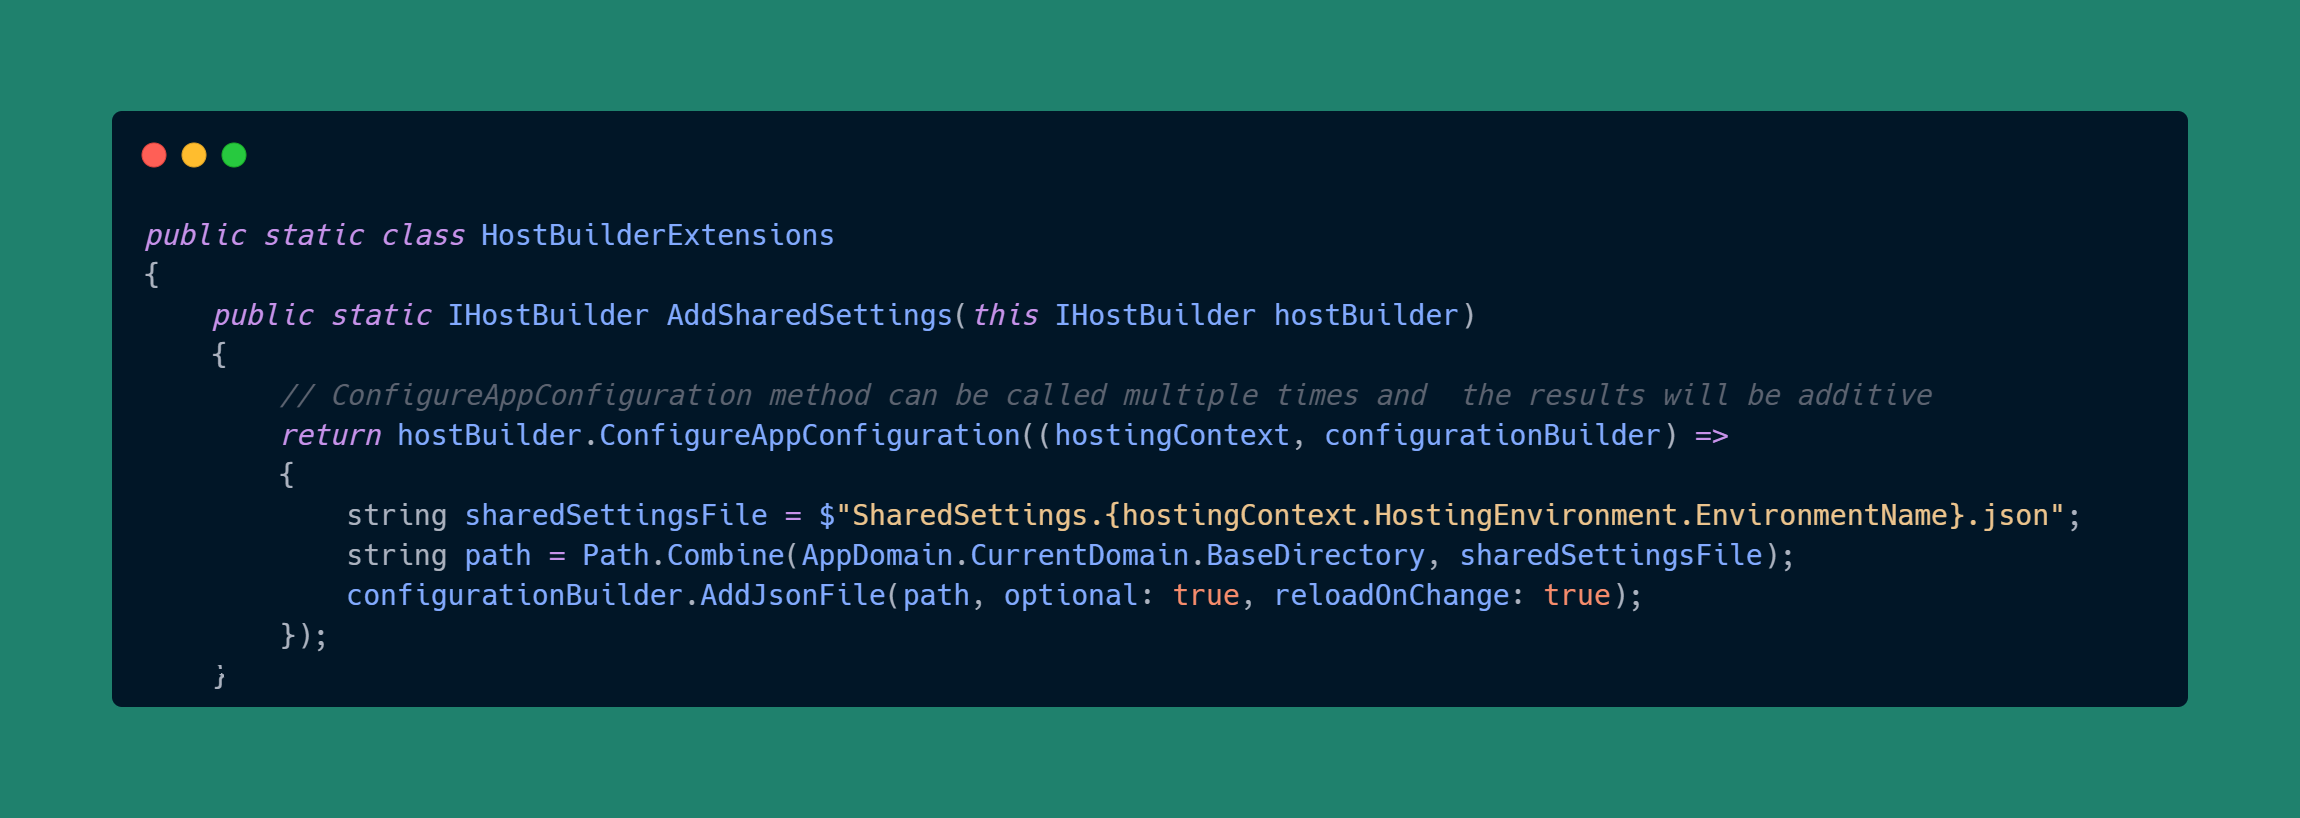 public static class HostBuilderExtensions
{
    public static IHostBuilder AddSharedSettings(this IHostBuilder hostBuilder)
    {
        // ConfigureAppConfiguration method can be called multiple times and  the results will be additive
        return hostBuilder.ConfigureAppConfiguration((hostingContext, configurationBuilder) =>
        {
            string sharedSettingsFile = $"SharedSettings.{hostingContext.HostingEnvironment.EnvironmentName}.json";
            string path = Path.Combine(AppDomain.CurrentDomain.BaseDirectory, sharedSettingsFile);
            configurationBuilder.AddJsonFile(path, optional: true, reloadOnChange: true);
        });
    }